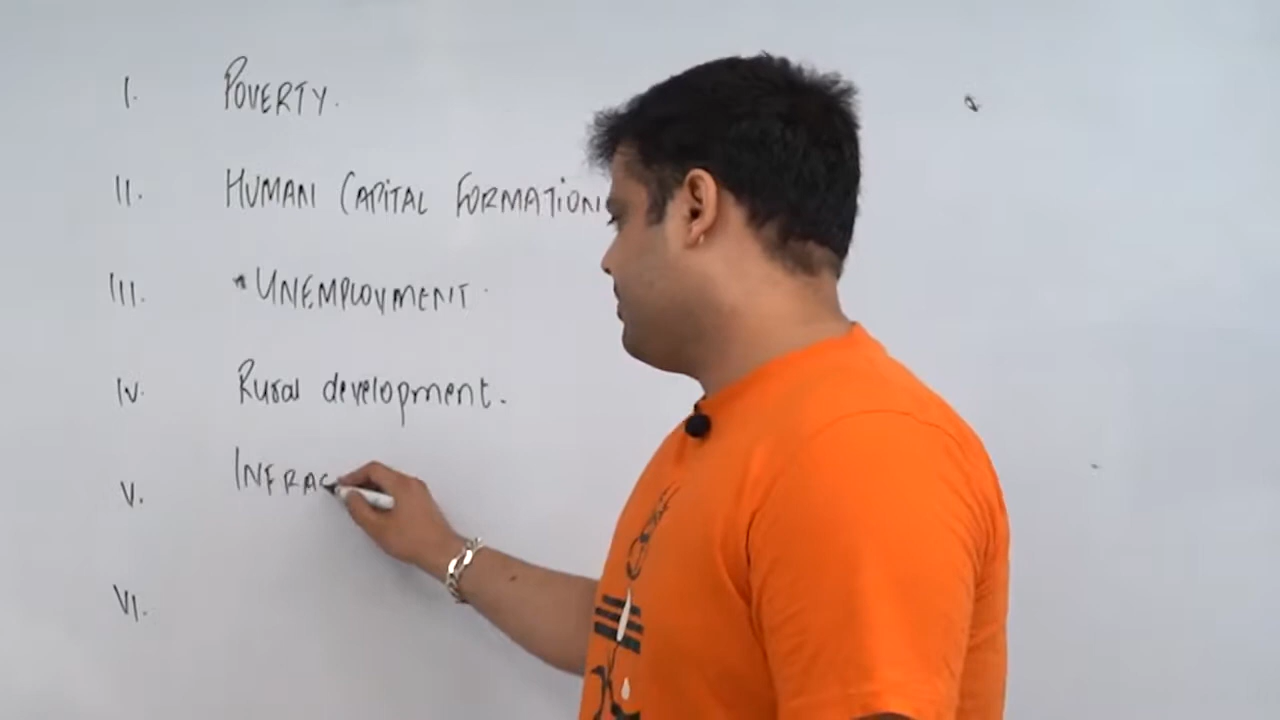 I. POVERTY.
II. HUMAN CAPITAL FORMATION
III. UNEMPLOYMENT.
IV. Rural development.
V. INFRAS
VI.